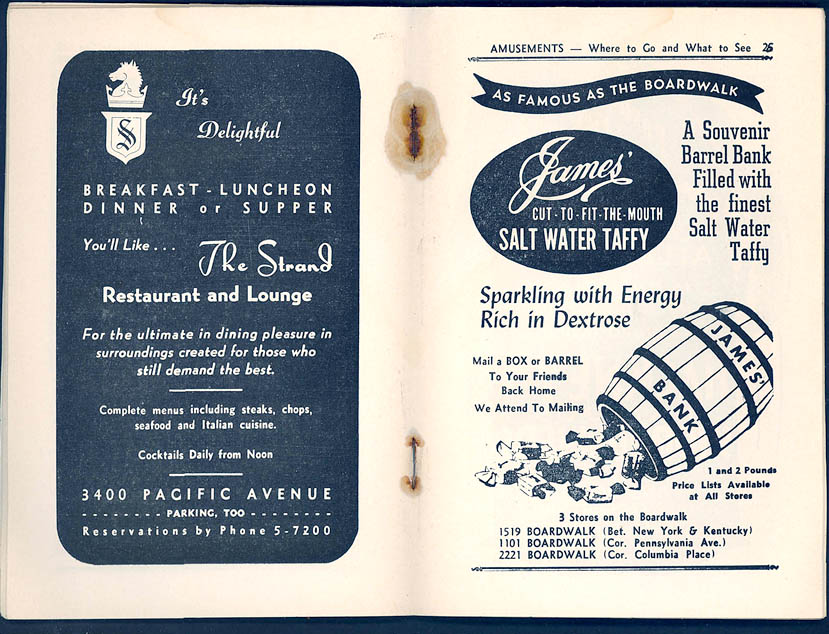 It's
Delightful
S
BREAKFAST - LUNCHEON
DINNER or SUPPER
You'll Like . . .
The Strand
Restaurant and Lounge
For the ultimate in dining pleasure in
surroundings created for those who
still demand the best.
Complete menus including steaks, chops,
seafood and Italian cuisine.
Cocktails Daily from Noon
3400 PACIFIC AVENUE
- - - - - - - - PARKING, TOO - - - - - - - -
Reservations by Phone 5-7200
AMUSEMENTS — Where to Go and What to See 25
AS FAMOUS AS THE BOARDWALK
James'
CUT-TO-FIT-THE-MOUTH
SALT WATER TAFFY
A Souvenir
Barrel Bank
Filled with
the finest
Salt Water
Taffy
Sparkling with Energy
Rich in Dextrose
Mail a BOX or BARREL
To Your Friends
Back Home
We Attend To Mailing
JAMES'
BANK
1 and 2 Pounds
Price Lists Available
at All Stores
3 Stores on the Boardwalk
1519 BOARDWALK (Bet. New York & Kentucky)
1101 BOARDWALK (Cor. Pennsylvania Ave.)
2221 BOARDWALK (Cor. Columbia Place)